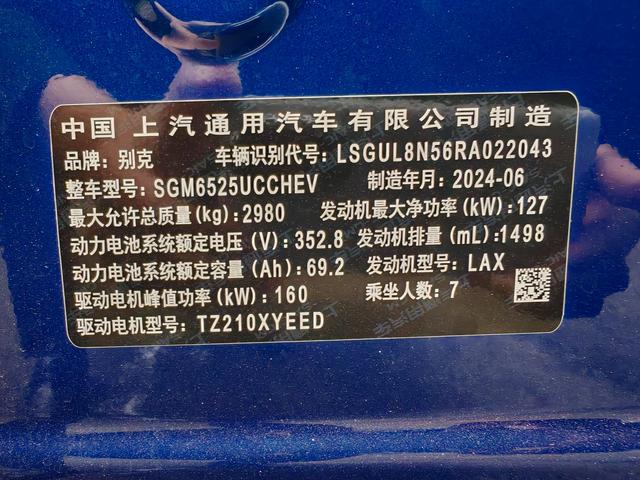 中国 上汽通用汽车有限公司制造
品牌: 别克 车辆识别代号: LSGUL8N56RA022043
整车型号: SGM6525UCCHEV 制造年月: 2024-06
最大允许总质量(kg): 2980 发动机最大净功率(kW): 127
动力电池系统额定电压(V): 352.8 发动机排量(mL): 1498
动力电池系统额定容量(Ah): 69.2 发动机型号: LAX
驱动电机峰值功率(kW): 160 乘坐人数: 7
驱动电机型号: TZ210XYEED